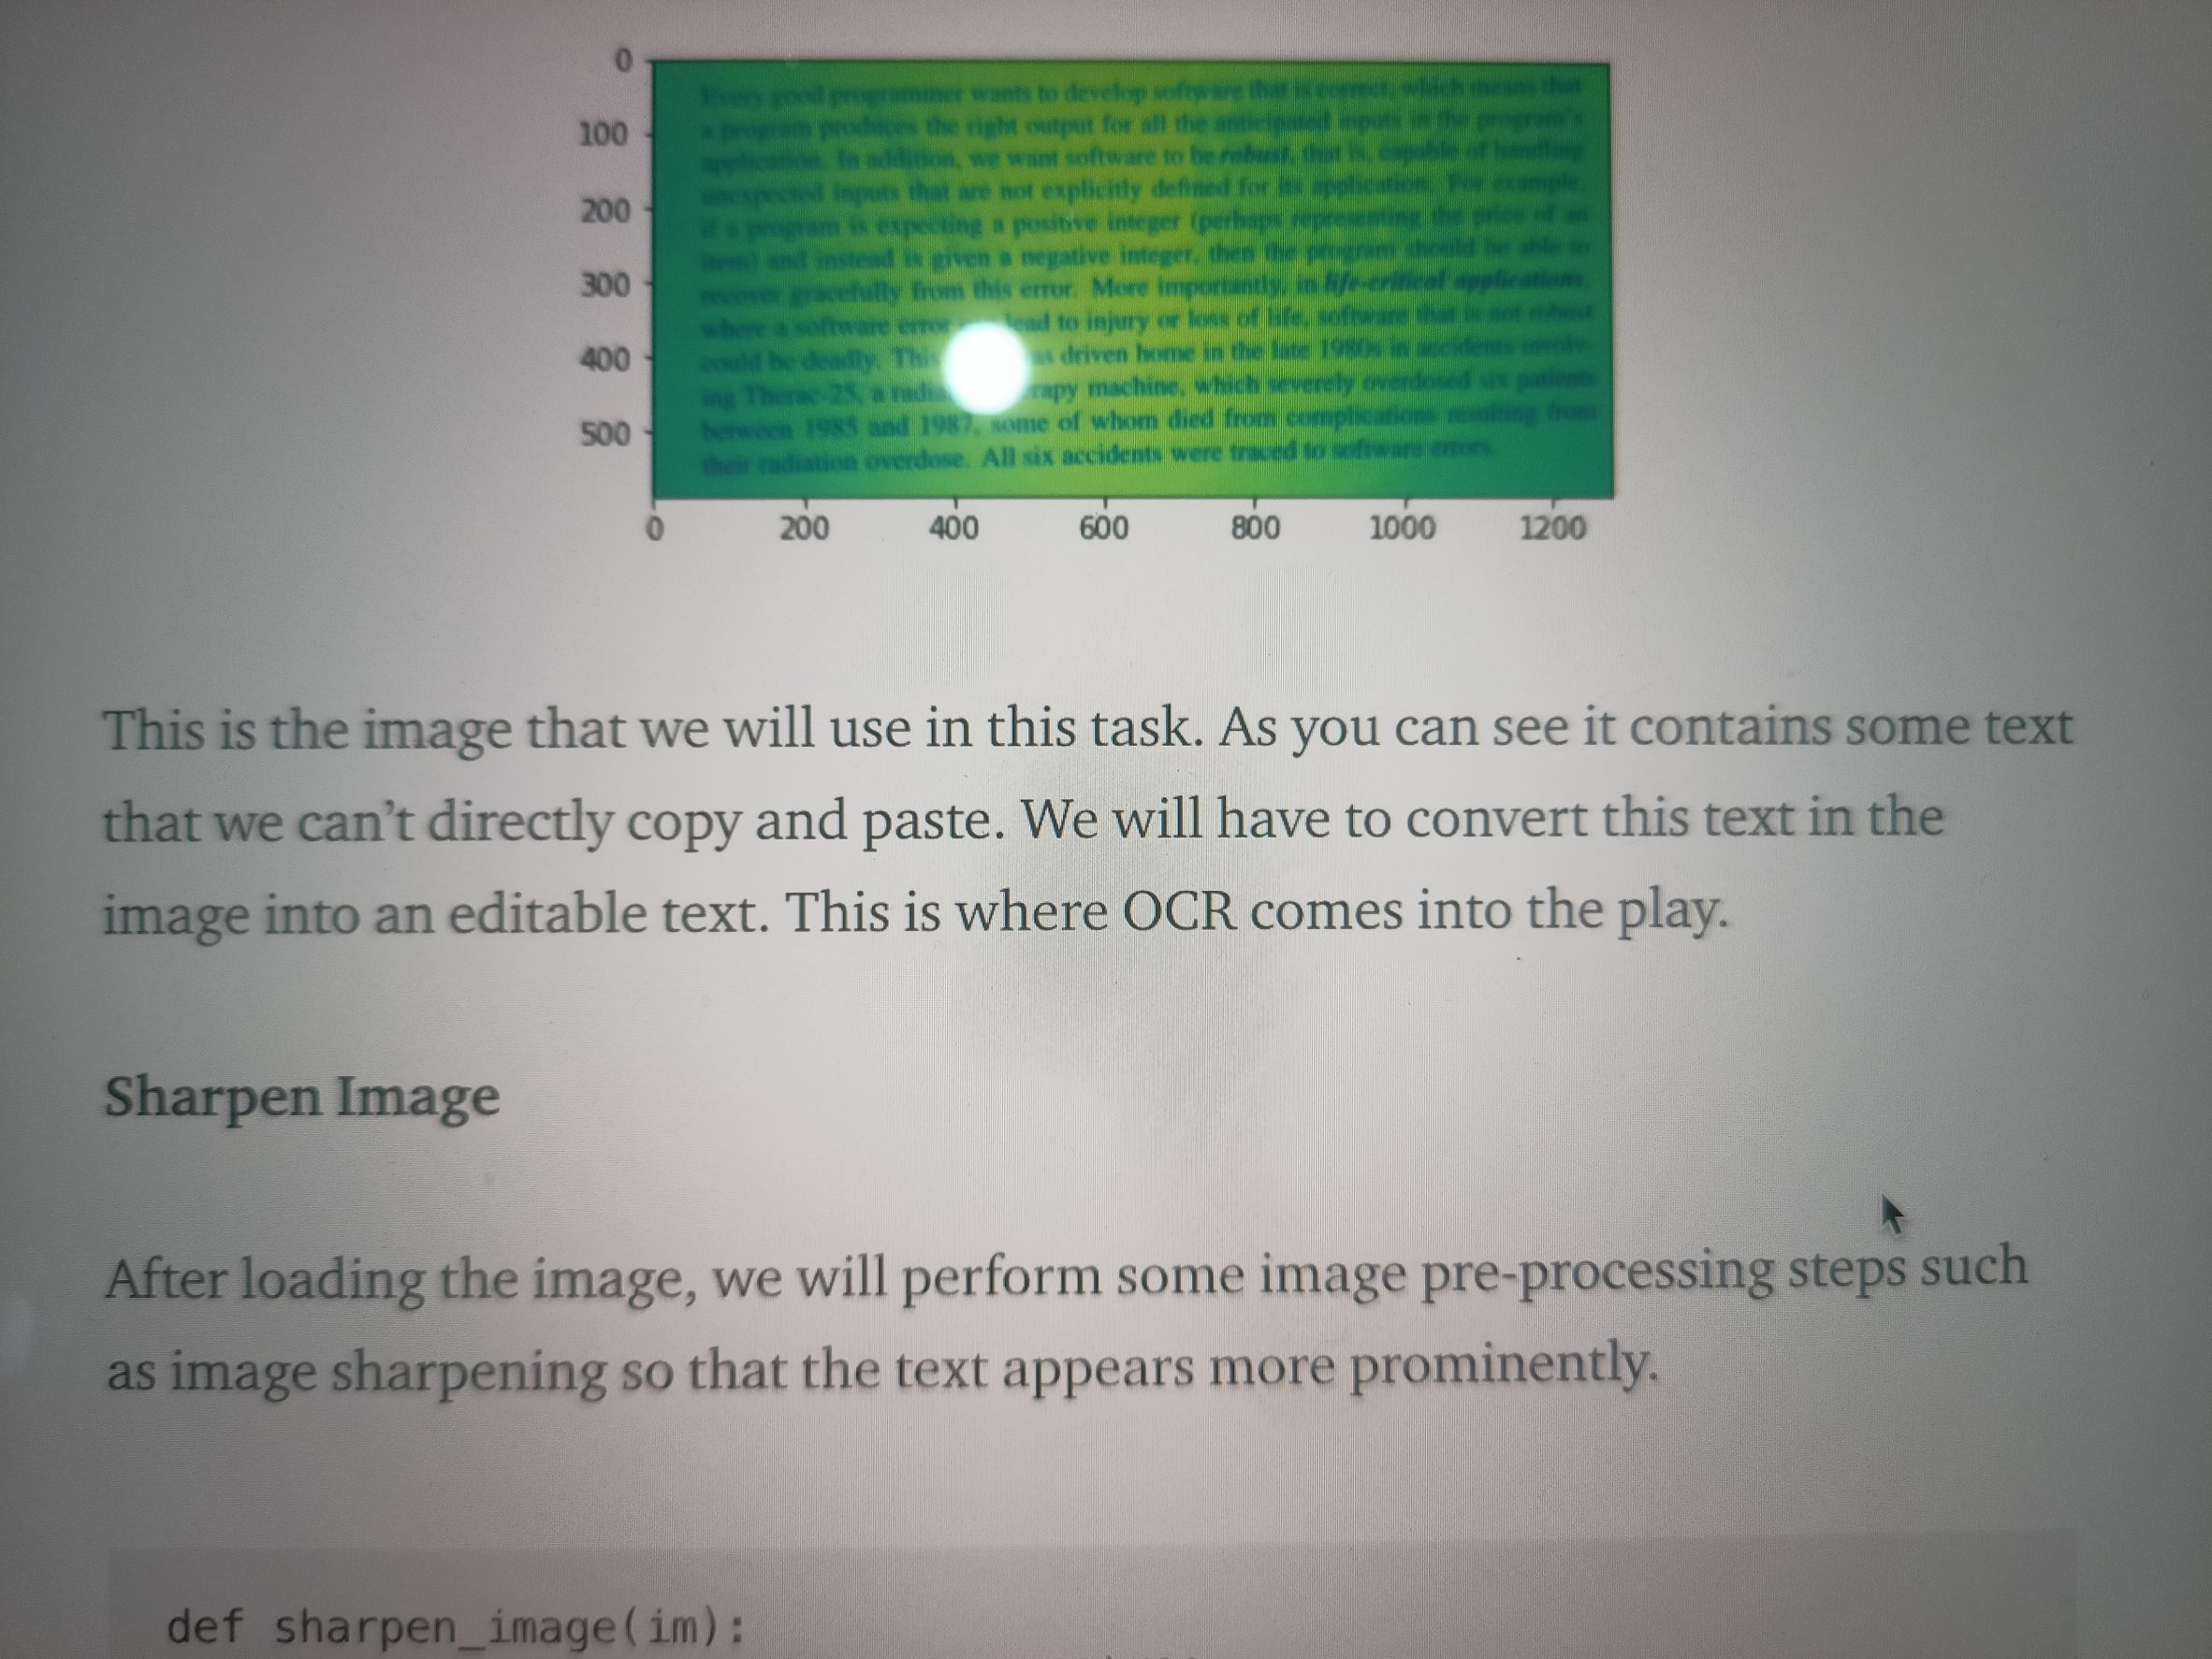 0
Every good programmer wants to develop software that is correct, which means that
100
a program produces the right output for all the anticipated inputs in the program's
application. In addition, we want software to be robust, that is, capable of handling
unexpected inputs that are not explicitly defined for its application. For example,
200
if a program is expecting a positive integer (perhaps representing the price of an
item) and instead is given a negative integer, then the program should be able to
300
recover gracefully from this error. More importantly, in life-critical applications,
where a software error lead to injury or loss of life, software that is not robust
400
could be deadly. This driven home in the late 1980s in accidents involv-
ing Therac-25, a machine, which severely overdosed six patients
500
between 1985 and 1987, some of whom died from complications resulting from
their radiation overdose. All six accidents were traced to software errors.
0 200 400 600 800 1000 1200
This is the image that we will use in this task. As you can see it contains some text
that we can't directly copy and paste. We will have to convert this text in the
image into an editable text. This is where OCR comes into the play.
Sharpen Image
After loading the image, we will perform some image pre-processing steps such
as image sharpening so that the text appears more prominently.
def sharpen_image(im):